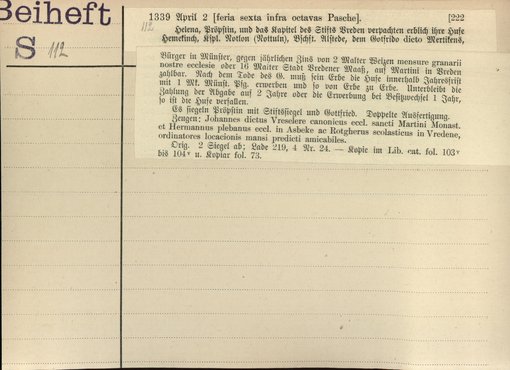 Beiheft
S 112
1339 April 2 [feria sexta infra octavas Pasche]. [222
112
Helena, Pröpstin, und das Kapitel des Stifts Vreden verpachten erblich ihre Hufe
Hemekinch, Kspl. Notlon (Nottuln), Bschft. Alstede, dem Gotfrido dicto Mertikens,
Bürger in Münster, gegen jährlichen Zins von 2 Malter Weizen mensure granarii
nostre ecclesie oder 16 Malter Stadt Vredener Maaß, auf Martini in Vreden
zahlbar. Nach dem Tode des G. muß sein Erbe die Hufe innerhalb Jahresfrist
mit 1 Mk. Münst. Pfg. erwerben und so von Erbe zu Erbe. Unterbleibt die
Zahlung der Abgabe auf 2 Jahre oder die Erwerbung bei Besitzwechsel 1 Jahr,
so ist die Hufe verfallen.
Es siegeln Pröpstin mit Stiftssiegel und Gottfried. Doppelte Ausfertigung.
Zeugen: Johannes dictus Vreselere canonicus eccl. sancti Martini Monast.
et Hermannus plebanus eccl. in Asbeke ac Rotgherus scolasticus in Vredene,
ordinatores locacionis mansi predicti amicabiles.
Orig. 2 Siegel ab; Lade 219, 4 Nr. 24. — Kopie im Lib. cat. fol. 103v
bis 104v u. Kopiar fol. 73.